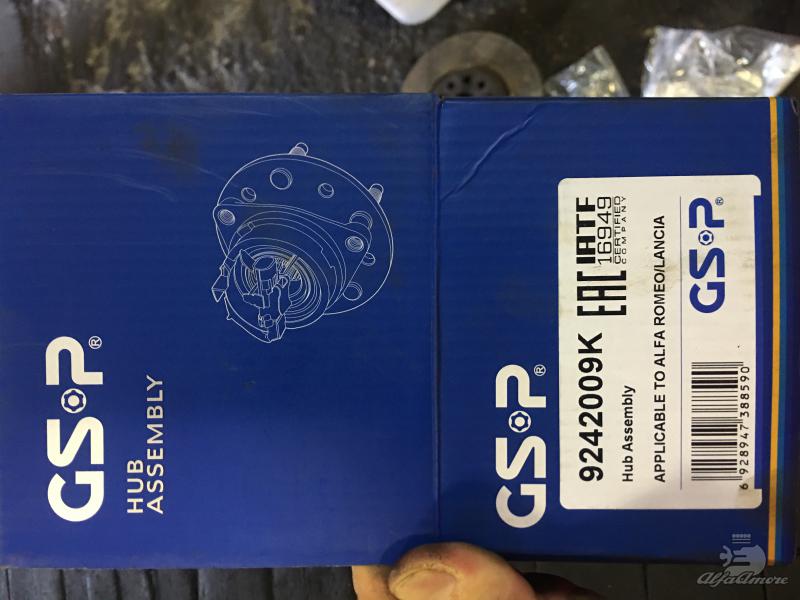 GSP®
HUB
ASSEMBLY
GSP®
9242009K
EAC
IATF
16949
CERTIFIED
COMPANY
Hub Assembly
APPLICABLE TO ALFA ROMEO/LANCIA
GSP
6 928947 388590
AlfaAmore